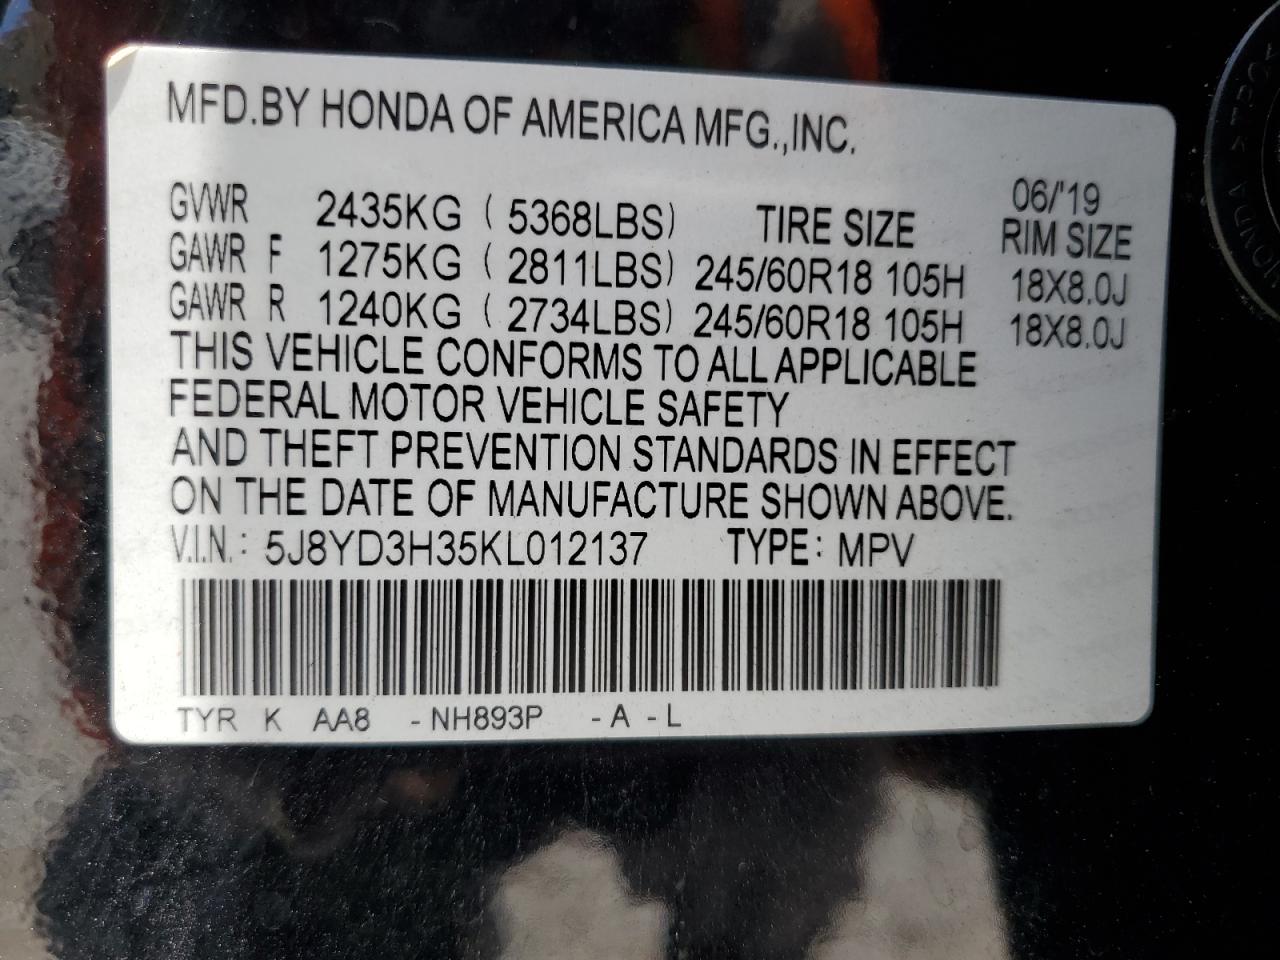 MFD.BY HONDA OF AMERICA MFG.,INC.
06/'19
GVWR 2435KG ( 5368LBS) TIRE SIZE RIM SIZE
GAWR F 1275KG ( 2811LBS) 245/60R18 105H 18X8.0J
GAWR R 1240KG ( 2734LBS) 245/60R18 105H 18X8.0J
THIS VEHICLE CONFORMS TO ALL APPLICABLE
FEDERAL MOTOR VEHICLE SAFETY
AND THEFT PREVENTION STANDARDS IN EFFECT
ON THE DATE OF MANUFACTURE SHOWN ABOVE.
V.I.N.: 5J8YD3H35KL012137 TYPE: MPV
TYR K AA8 -NH893P -A -L
HONDA